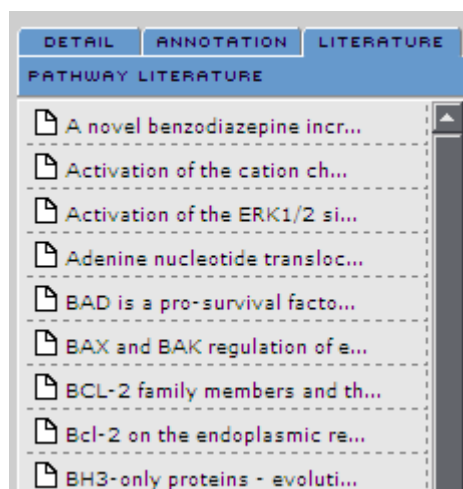 DETAIL ANNOTATION LITERATURE
PATHWAY LITERATURE
A novel benzodiazepine incr...
Activation of the cation ch...
Activation of the ERK1/2 si...
Adenine nucleotide transloc...
BAD is a pro-survival facto...
BAX and BAK regulation of e...
BCL-2 family members and th...
Bcl-2 on the endoplasmic re...
BH3-only proteins - evoluti...